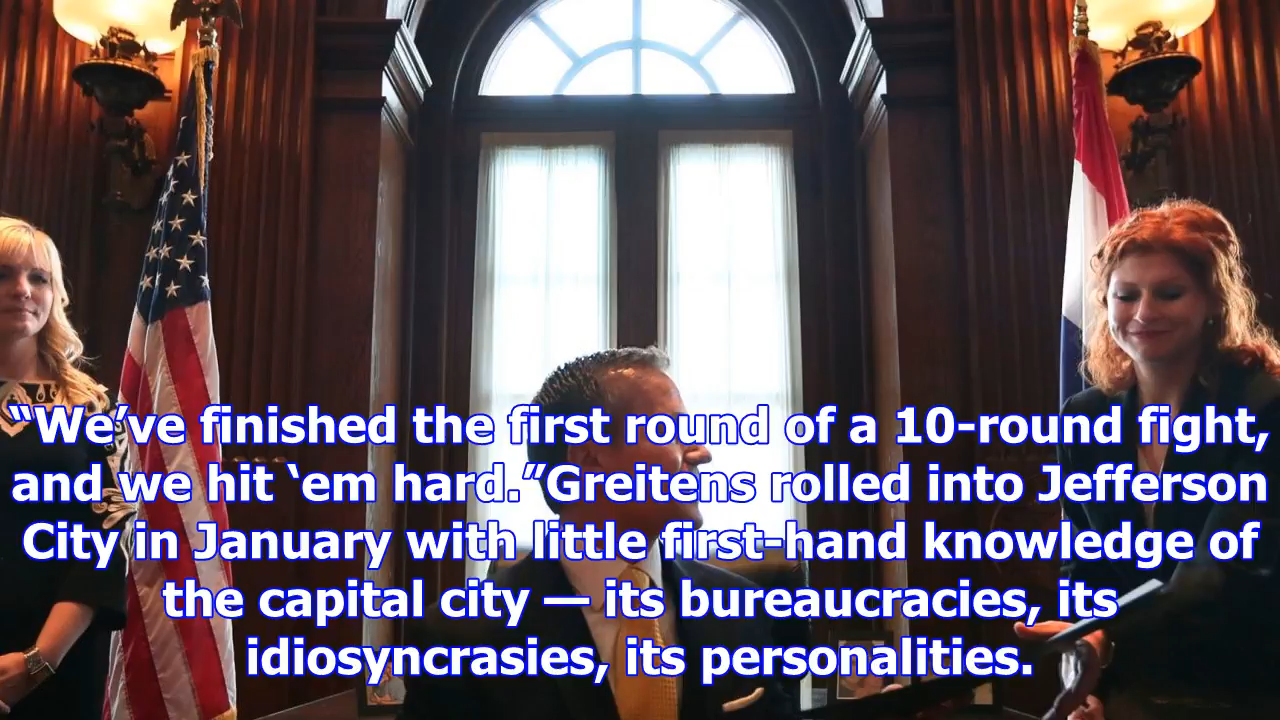 “We’ve finished the first round of a 10-round fight,
and we hit ‘em hard.”Greitens rolled into Jefferson
City in January with little first-hand knowledge of
the capital city — its bureaucracies, its
idiosyncrasies, its personalities.